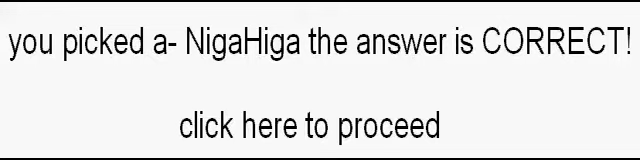 you picked a- NigaHiga the answer is CORRECT!
click here to proceed